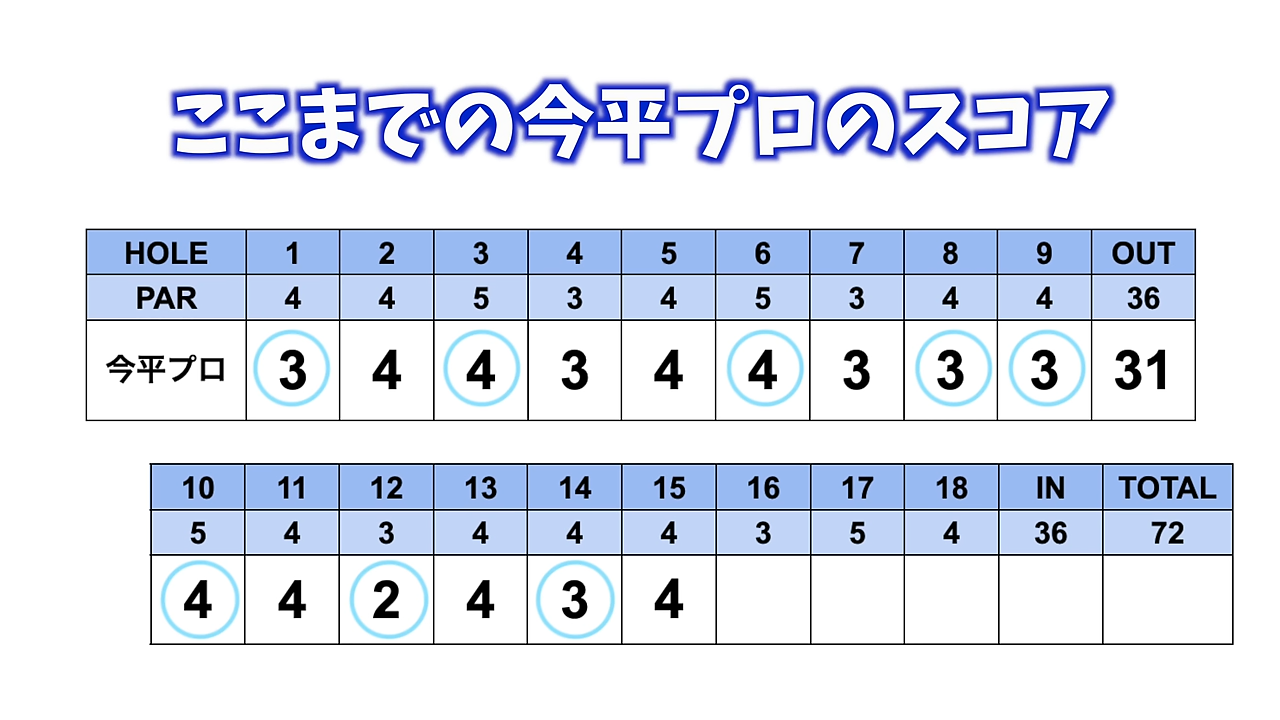 ここまでの今平プロのスコア
HOLE 1 2 3 4 5 6 7 8 9 OUT
PAR 4 4 5 3 4 5 3 4 4 36
今平プロ 3 4 4 3 4 4 3 3 3 31
10 11 12 13 14 15 16 17 18 IN TOTAL
5 4 3 4 4 4 3 5 4 36 72
4 4 2 4 3 4